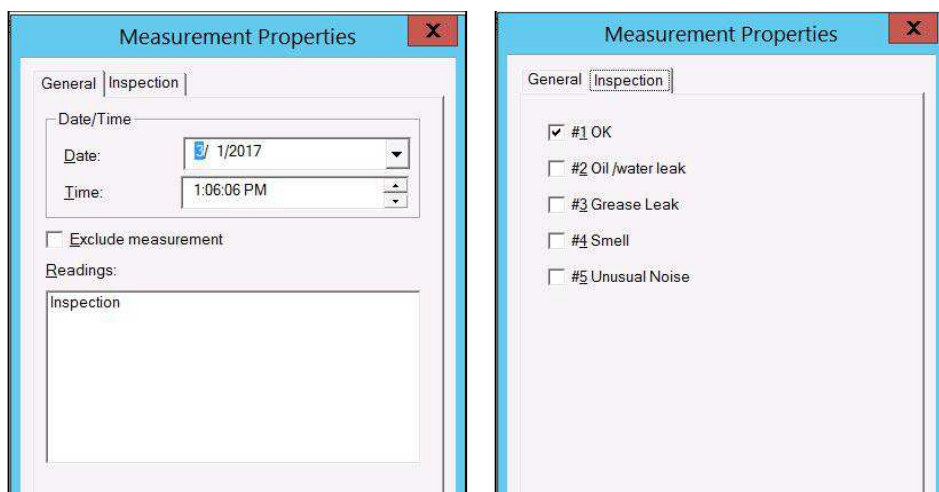 Measurement Properties
X
General Inspection
Date/Time
Date: 3/ 1/2017
Time: 1:06:06 PM
Exclude measurement
Readings:
Inspection
Measurement Properties
X
General Inspection
#1 OK
#2 Oil /water leak
#3 Grease Leak
#4 Smell
#5 Unusual Noise